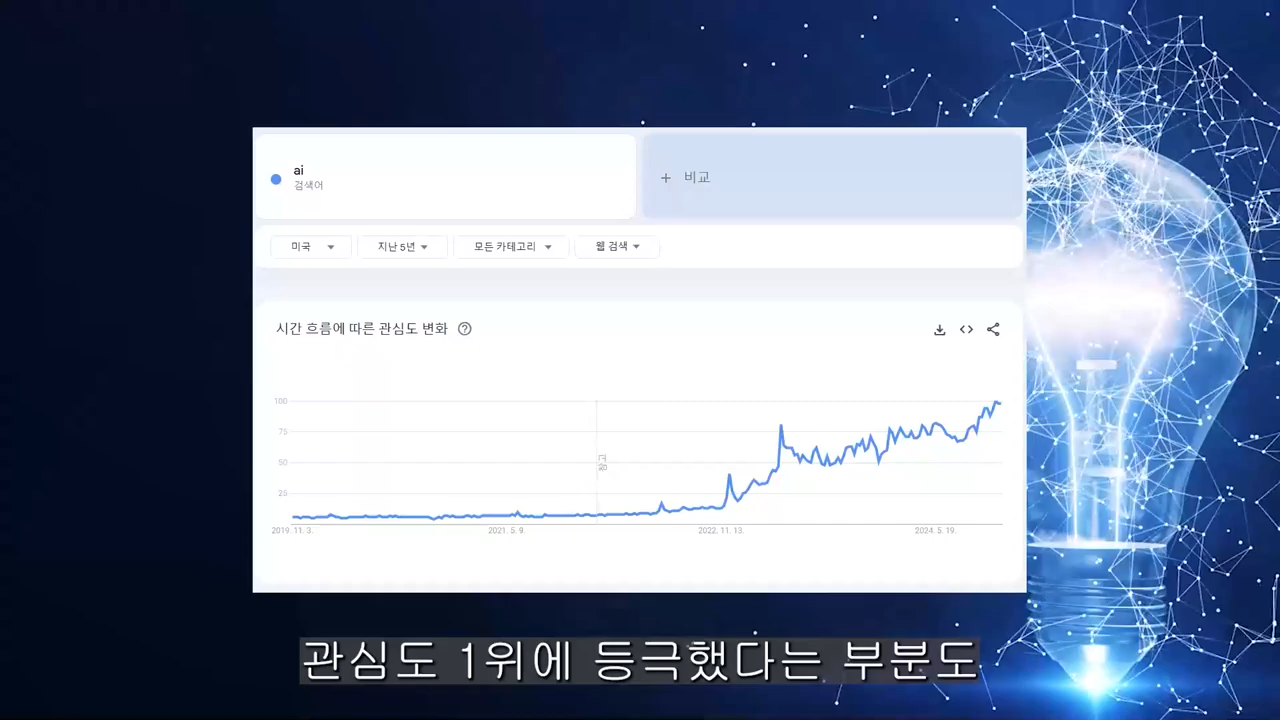 ai
검색어
+ 비교
미국
지난 5년
모든 카테고리
웹 검색
시간 흐름에 따른 관심도 변화
100
75
50
25
참고
2019. 11. 3.
2021. 5. 9.
2022. 11. 13.
2024. 5. 19.
관심도 1위에 등극했다는 부분도